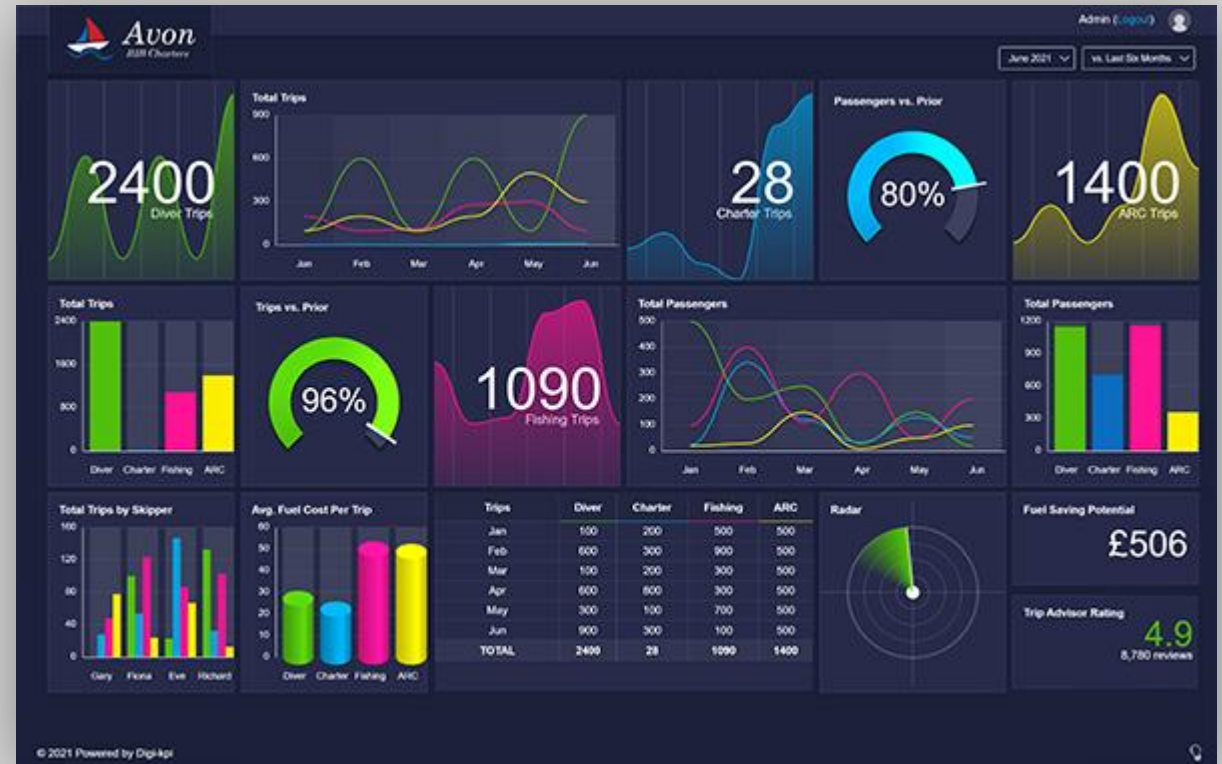 Avon
RIB Charters
Admin (Logout)
June 2021
vs. Last Six Months
2400
Diver Trips
Total Trips
900
600
300
0
Jan Feb Mar Apr May Jun
28
Charter Trips
Passengers vs. Prior
80%
1400
ARC Trips
Total Trips
2400
1600
800
0
Diver Charter Fishing ARC
Trips vs. Prior
96%
1090
Fishing Trips
Total Passengers
500
400
300
200
100
0
Jan Feb Mar Apr May Jun
Total Passengers
1200
900
600
300
0
Diver Charter Fishing ARC
Total Trips by Skipper
160
120
80
40
0
Gary Fiona Eve Richard
Avg. Fuel Cost Per Trip
60
50
40
30
20
10
0
Diver Charter Fishing ARC
Trips Diver Charter Fishing ARC
Jan 100 200 500 500
Feb 600 300 900 500
Mar 100 200 300 500
Apr 600 800 300 500
May 300 100 700 500
Jun 900 300 100 500
TOTAL 2400 28 1090 1400
Radar
Fuel Saving Potential
£506
Trip Advisor Rating
4.9
8,780 reviews
© 2021 Powered by Digi-kpi